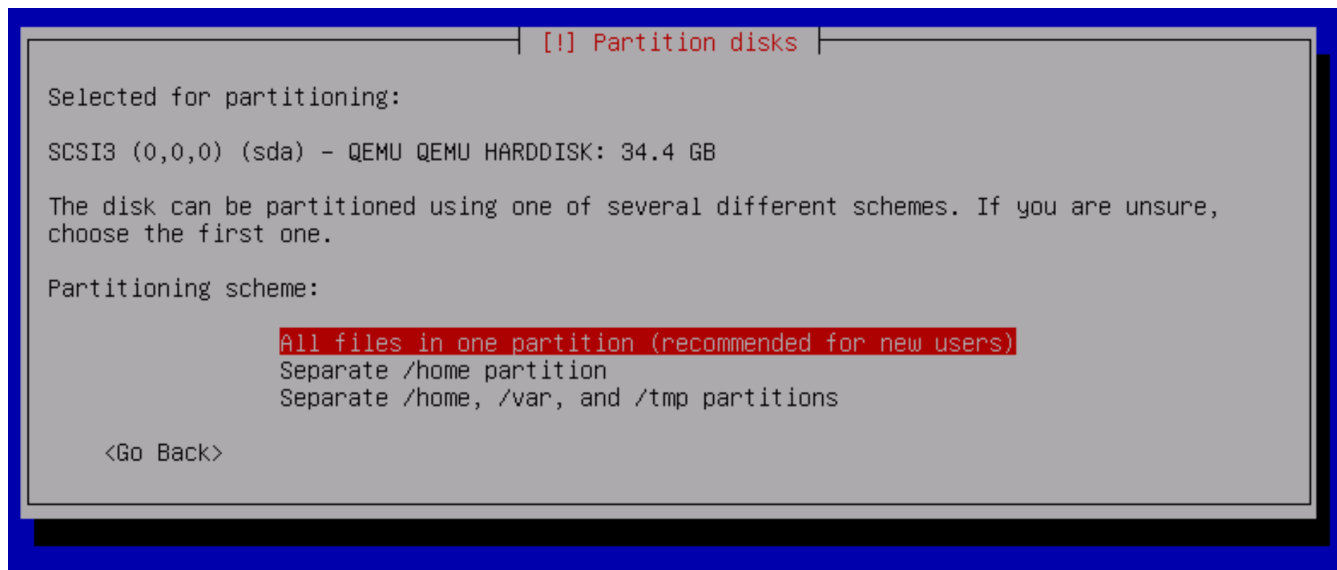 [!] Partition disks
Selected for partitioning:
SCSI3 (0,0,0) (sda) - QEMU QEMU HARDDISK: 34.4 GB
The disk can be partitioned using one of several different schemes. If you are unsure,
choose the first one.
Partitioning scheme:
All files in one partition (recommended for new users)
Separate /home partition
Separate /home, /var, and /tmp partitions
<Go Back>